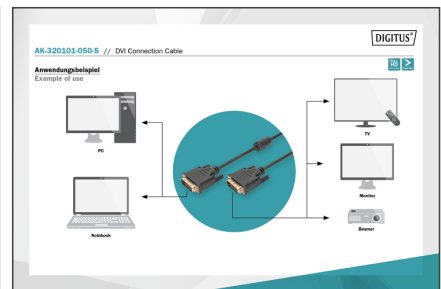 DIGITUS®
AK-320101-050-S // DVI Connection Cable
Anwendungsbeispiel
Example of use
PC
TV
Monitor
Notebook
Beamer